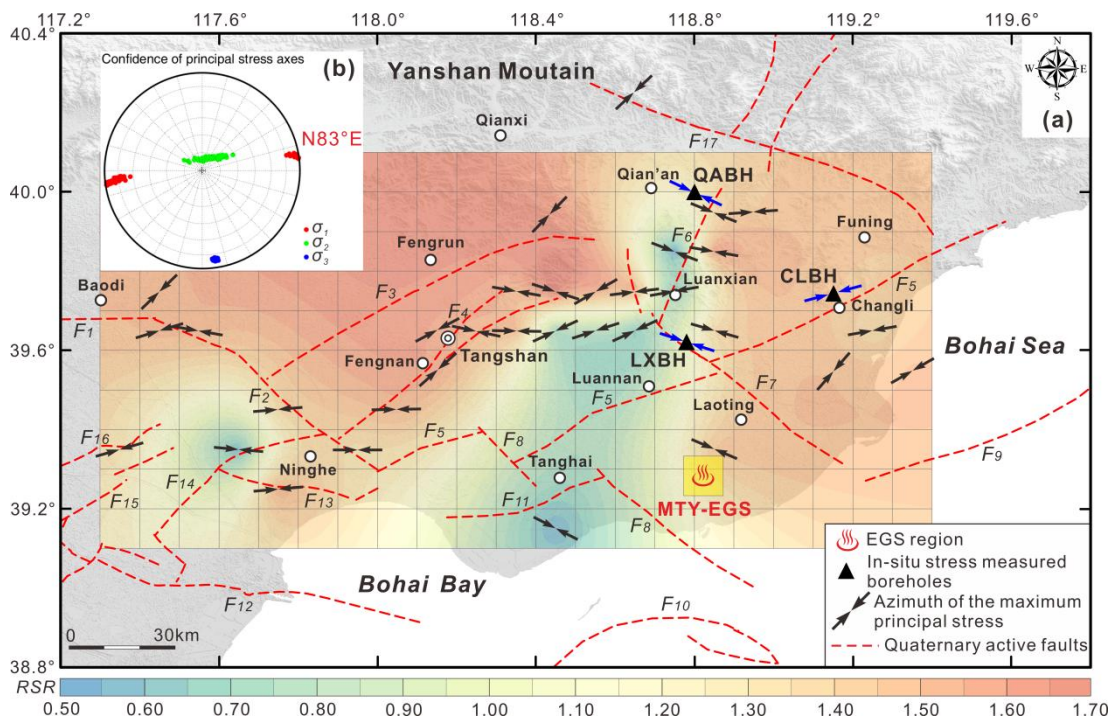 117.2 117.6 118.0 118.4 118.8 119.2 119.6
40.4
40.0
39.6
39.2
38.8
Confidence of principal stress axes
(b)
N83°E
σ1
σ2
σ3
Yanshan Moutain
N
W E
S
(a)
Qianxi
F17
Qian'an
QABH
Funing
Fengrun
F6
Baodi
F3
Luanxian
CLBH
F5
Changli
F4
F1
Tangshan
Fengnan
LXBH
Bohai Sea
Luannan
F2
F5
F7
Laoting
F16
F5
F8
F9
Ninghe
Tanghai
F14
F15
F13
F11
MTY-EGS
F8
Bohai Bay
F12
F10
0 30km
EGS region
In-situ stress measured
boreholes
Azimuth of the maximum
principal stress
Quaternary active faults
RSR
0.50 0.60 0.70 0.80 0.90 1.00 1.10 1.20 1.30 1.40 1.50 1.60 1.70